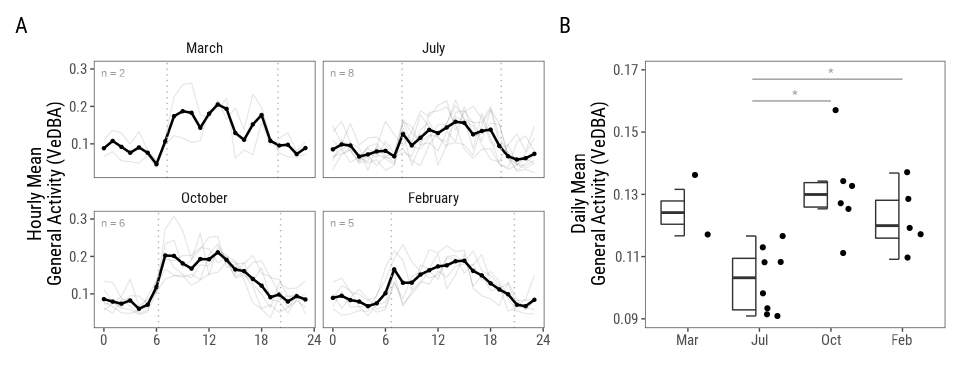 A
B
March
July
n = 2
n = 8
0.3
0.2
0.1
October
February
n = 6
n = 5
0.3
0.2
0.1
0
6
12
18
24
0
6
12
18
24
Hourly Mean
General Activity (VeDBA)
Daily Mean
General Activity (VeDBA)
0.17
0.15
0.13
0.11
0.09
*
*
Mar
Jul
Oct
Feb